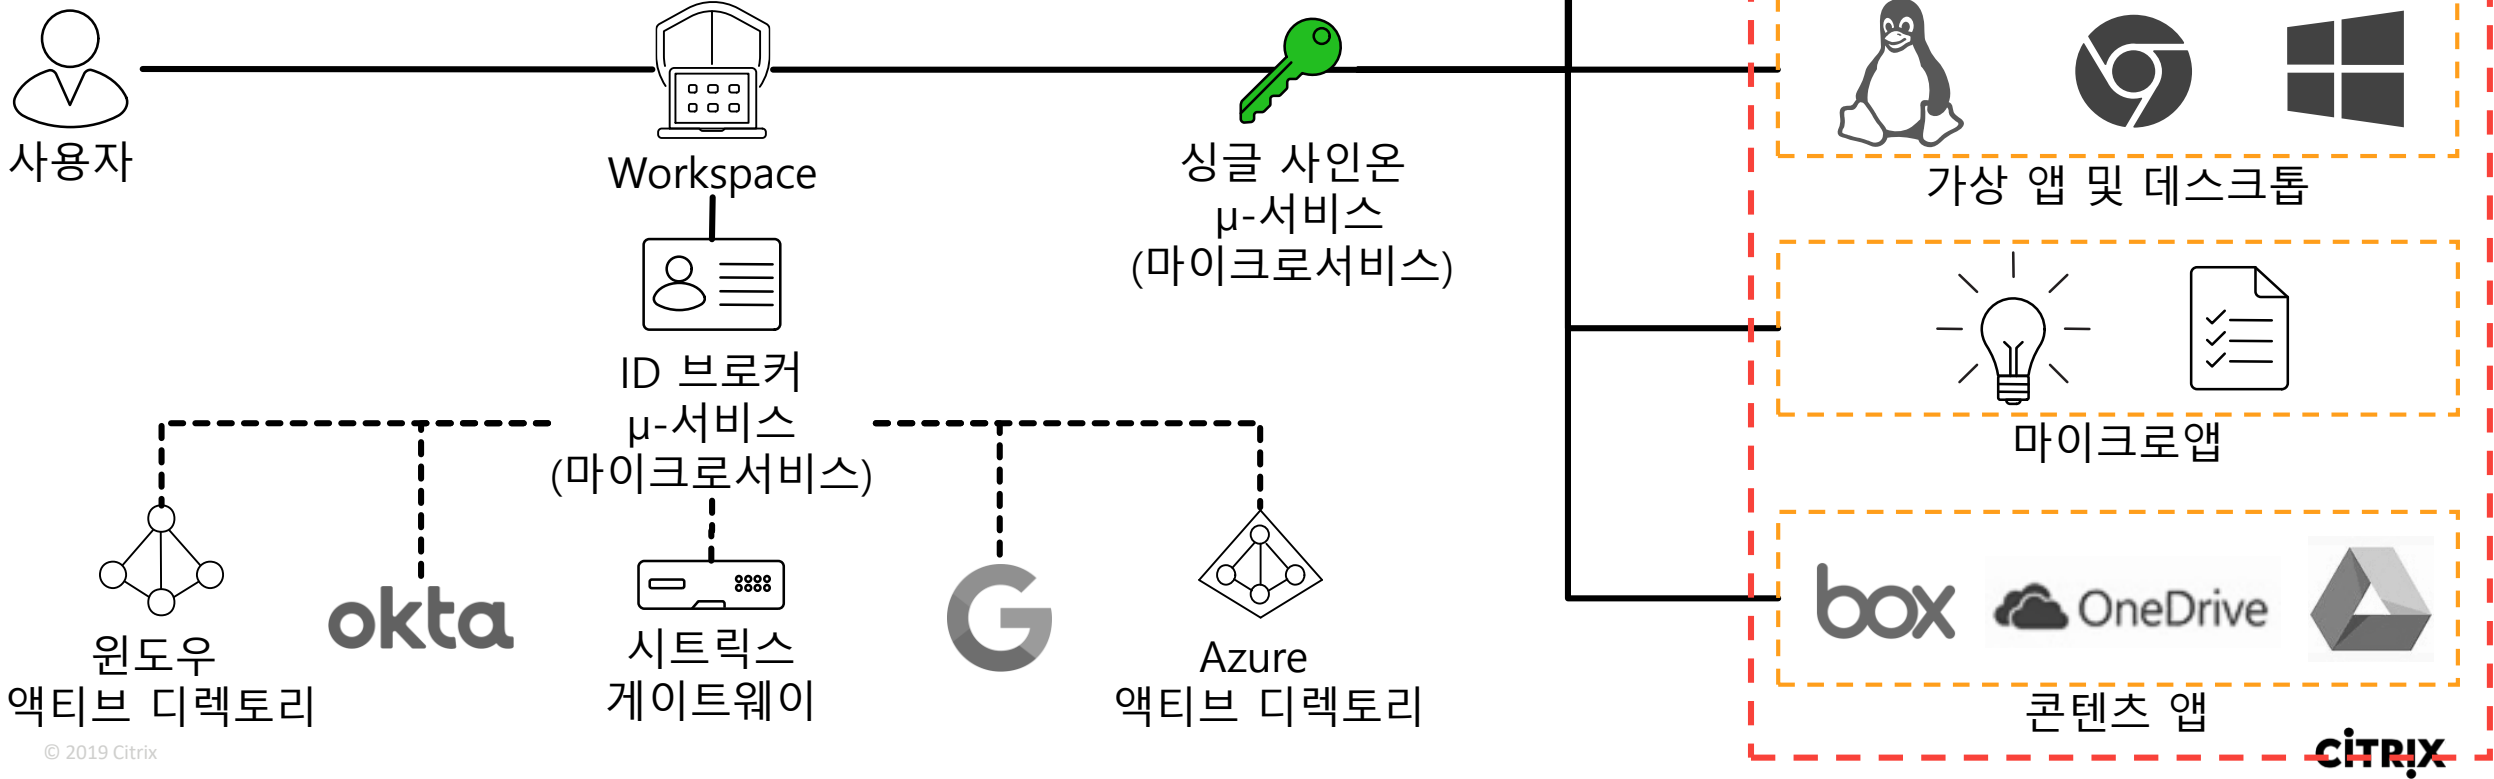 사용자
Workspace
싱글 사인온
μ-서비스
(마이크로서비스)
가상 앱 및 데스크톱
ID 브로커
μ-서비스
(마이크로서비스)
마이크로앱
윈도우
액티브 디렉토리
okta
시트릭스
게이트웨이
G
Azure
액티브 디렉토리
box
OneDrive
콘텐츠 앱
© 2019 Citrix
CITRIX